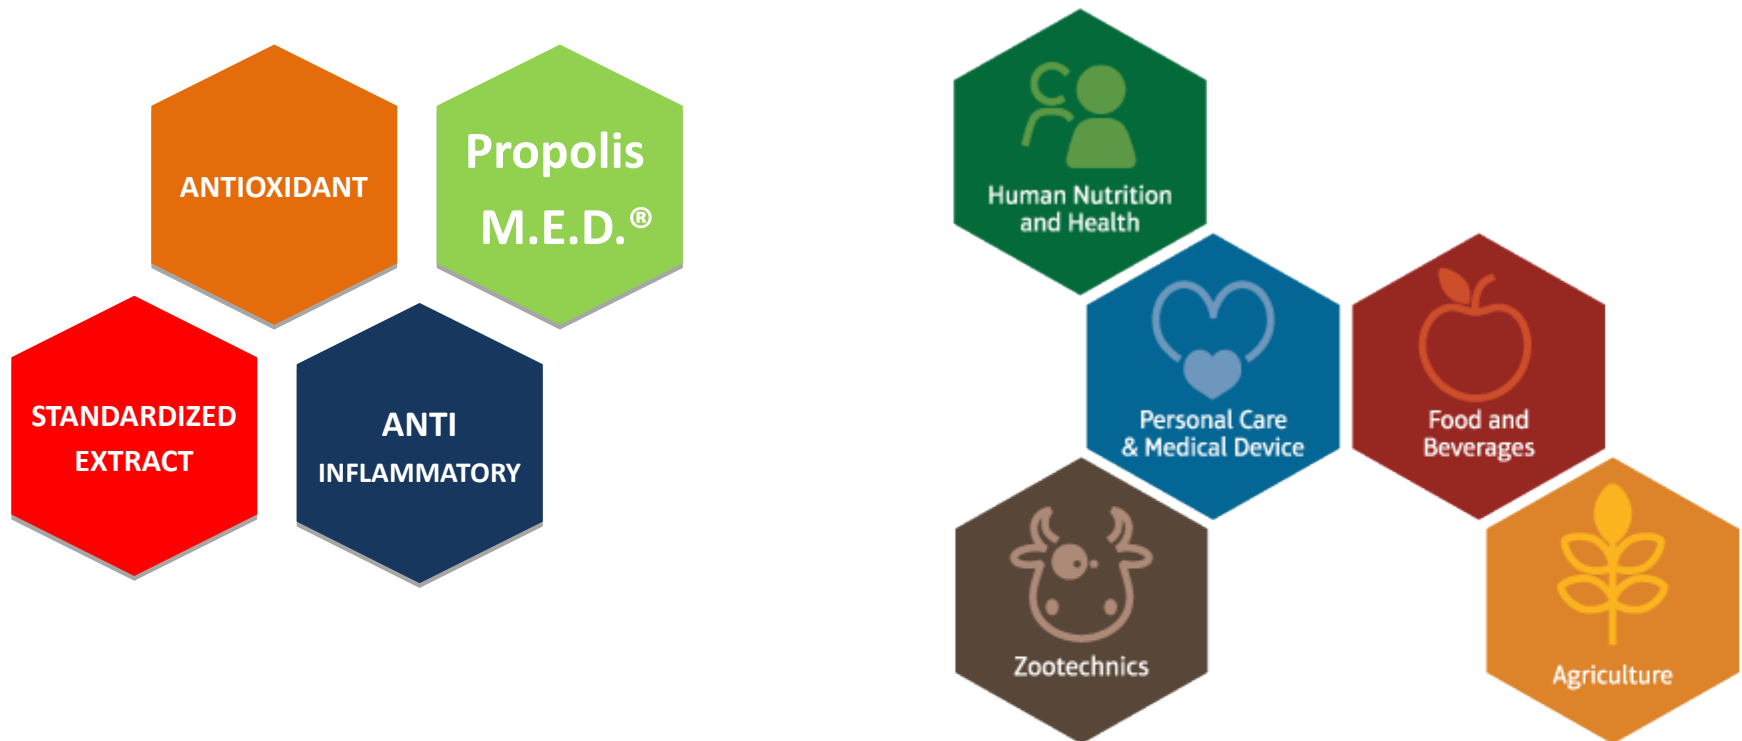 ANTIOXIDANT
Propolis
M.E.D.®
STANDARDIZED
EXTRACT
ANTI
INFLAMMATORY
Human Nutrition
and Health
Personal Care
& Medical Device
Food and
Beverages
Zootechnics
Agriculture